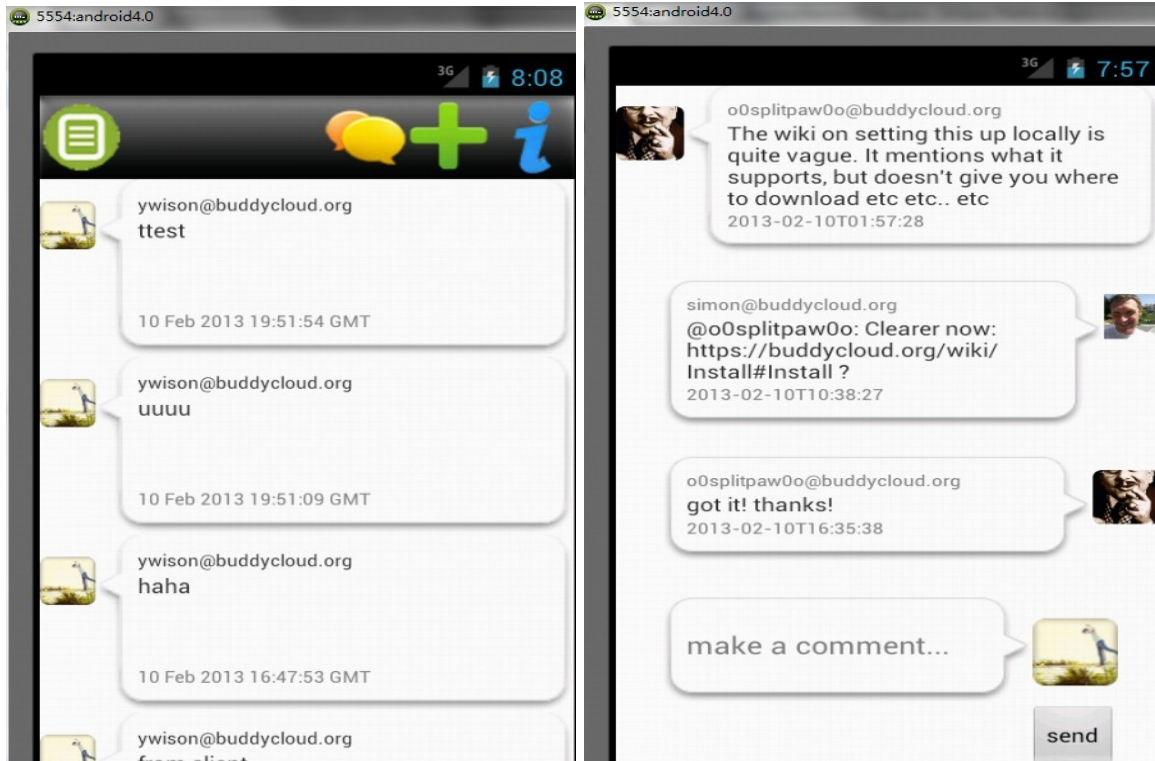 5554:android4.0
3G 8:08
ywison@buddycloud.org
ttest
10 Feb 2013 19:51:54 GMT
ywison@buddycloud.org
uuuu
10 Feb 2013 19:51:09 GMT
ywison@buddycloud.org
haha
10 Feb 2013 16:47:53 GMT
ywison@buddycloud.org
from client
5554:android4.0
3G 7:57
o0splitpaw0o@buddycloud.org
The wiki on setting this up locally is
quite vague. It mentions what it
supports, but doesn't give you where
to download etc etc.. etc
2013-02-10T01:57:28
simon@buddycloud.org
@o0splitpaw0o: Clearer now:
https://buddycloud.org/wiki/
Install#Install ?
2013-02-10T10:38:27
o0splitpaw0o@buddycloud.org
got it! thanks!
2013-02-10T16:35:38
make a comment...
send